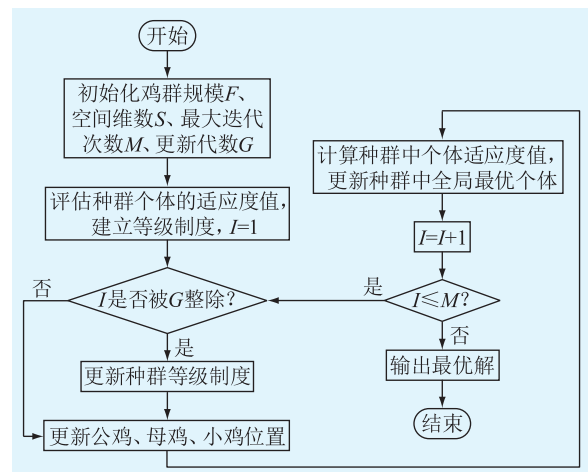 开始
初始化鸡群规模F、
空间维数S、最大迭代
次数M、更新代数G
评估种群个体的适应度值，
建立等级制度，I=1
I是否被G整除？
否
是
更新种群等级制度
更新公鸡、母鸡、小鸡位置
计算种群中个体适应度值，
更新种群中全局最优个体
I=I+1
I≤M？
是
否
输出最优解
结束